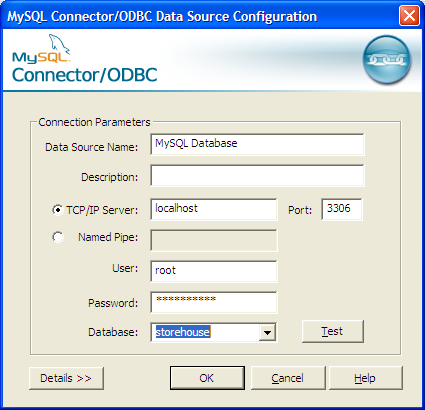 MySQL Connector/ODBC Data Source Configuration
MySQL
Connector/ODBC
Connection Parameters
Data Source Name: MySQL Database
Description:
TCP/IP Server: localhost Port: 3306
Named Pipe:
User: root
Password: **********
Database: storehouse Test
Details >> OK Cancel Help